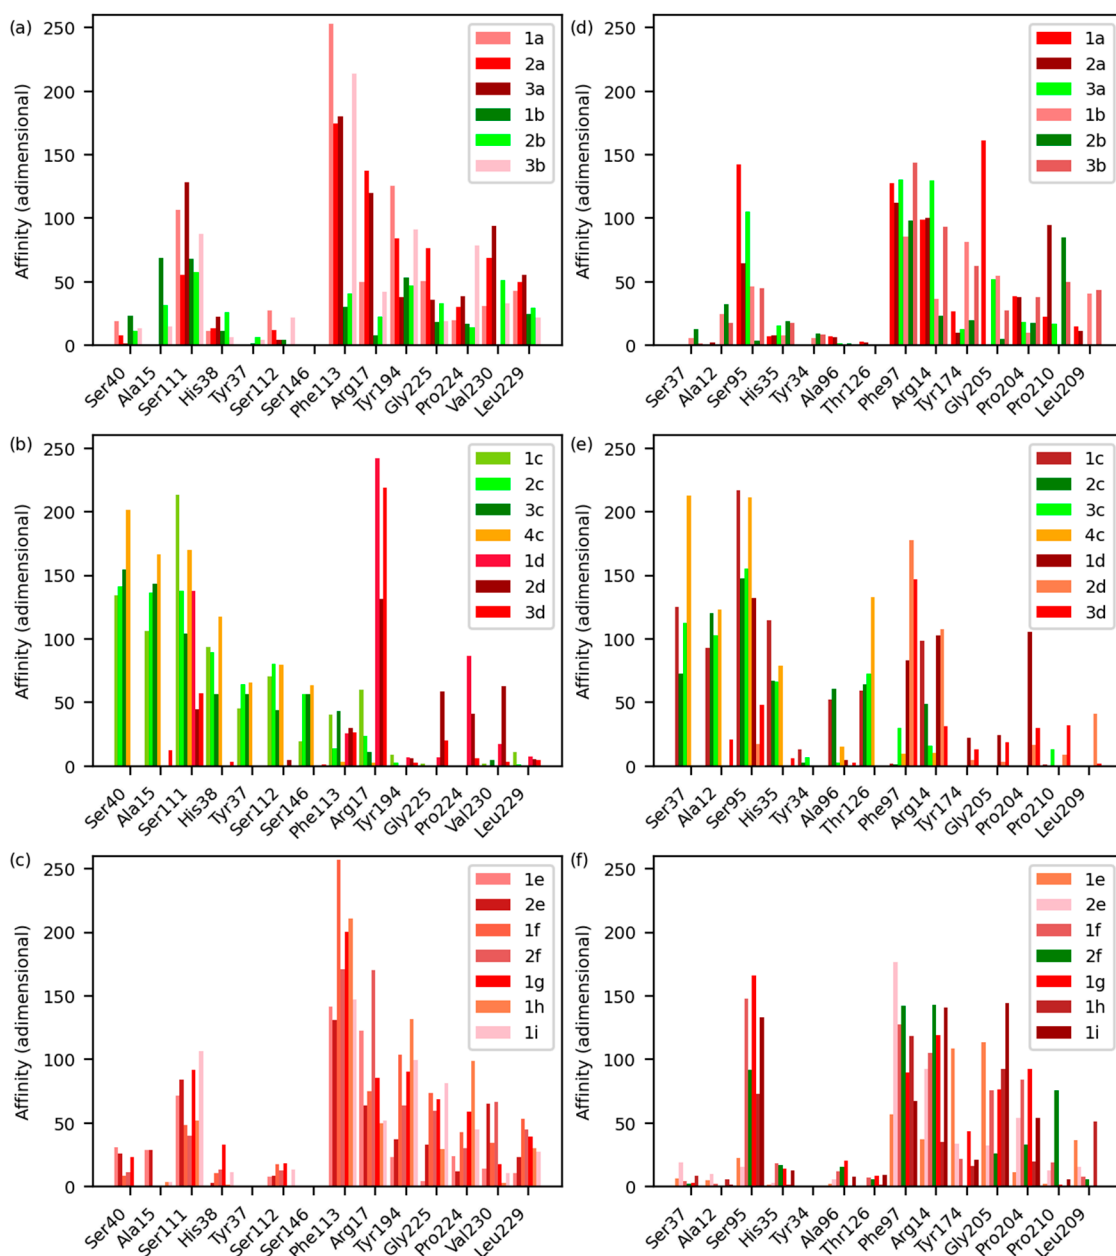 (a)
Affinity (adimensional)
250
200
150
100
50
0
1a
2a
3a
1b
2b
3b
Ser40
Ala15
Ser111
His38
Tyr37
Ser112
Ser146
Phe113
Arg17
Tyr194
Gly225
Pro224
Val230
Leu229
(d)
Affinity (adimensional)
250
200
150
100
50
0
1a
2a
3a
1b
2b
3b
Ser37
Ala12
Ser95
His35
Tyr34
Ala96
Thr126
Phe97
Arg14
Tyr174
Gly205
Pro204
Pro210
Leu209
(b)
Affinity (adimensional)
250
200
150
100
50
0
1c
2c
3c
4c
1d
2d
3d
Ser40
Ala15
Ser111
His38
Tyr37
Ser112
Ser146
Phe113
Arg17
Tyr194
Gly225
Pro224
Val230
Leu229
(e)
Affinity (adimensional)
250
200
150
100
50
0
1c
2c
3c
4c
1d
2d
3d
Ser37
Ala12
Ser95
His35
Tyr34
Ala96
Thr126
Phe97
Arg14
Tyr174
Gly205
Pro204
Pro210
Leu209
(c)
Affinity (adimensional)
250
200
150
100
50
0
1e
2e
1f
2f
1g
1h
1i
Ser40
Ala15
Ser111
His38
Tyr37
Ser112
Ser146
Phe113
Arg17
Tyr194
Gly225
Pro224
Val230
Leu229
(f)
Affinity (adimensional)
250
200
150
100
50
0
1e
2e
1f
2f
1g
1h
1i
Ser37
Ala12
Ser95
His35
Tyr34
Ala96
Thr126
Phe97
Arg14
Tyr174
Gly205
Pro204
Pro210
Leu209